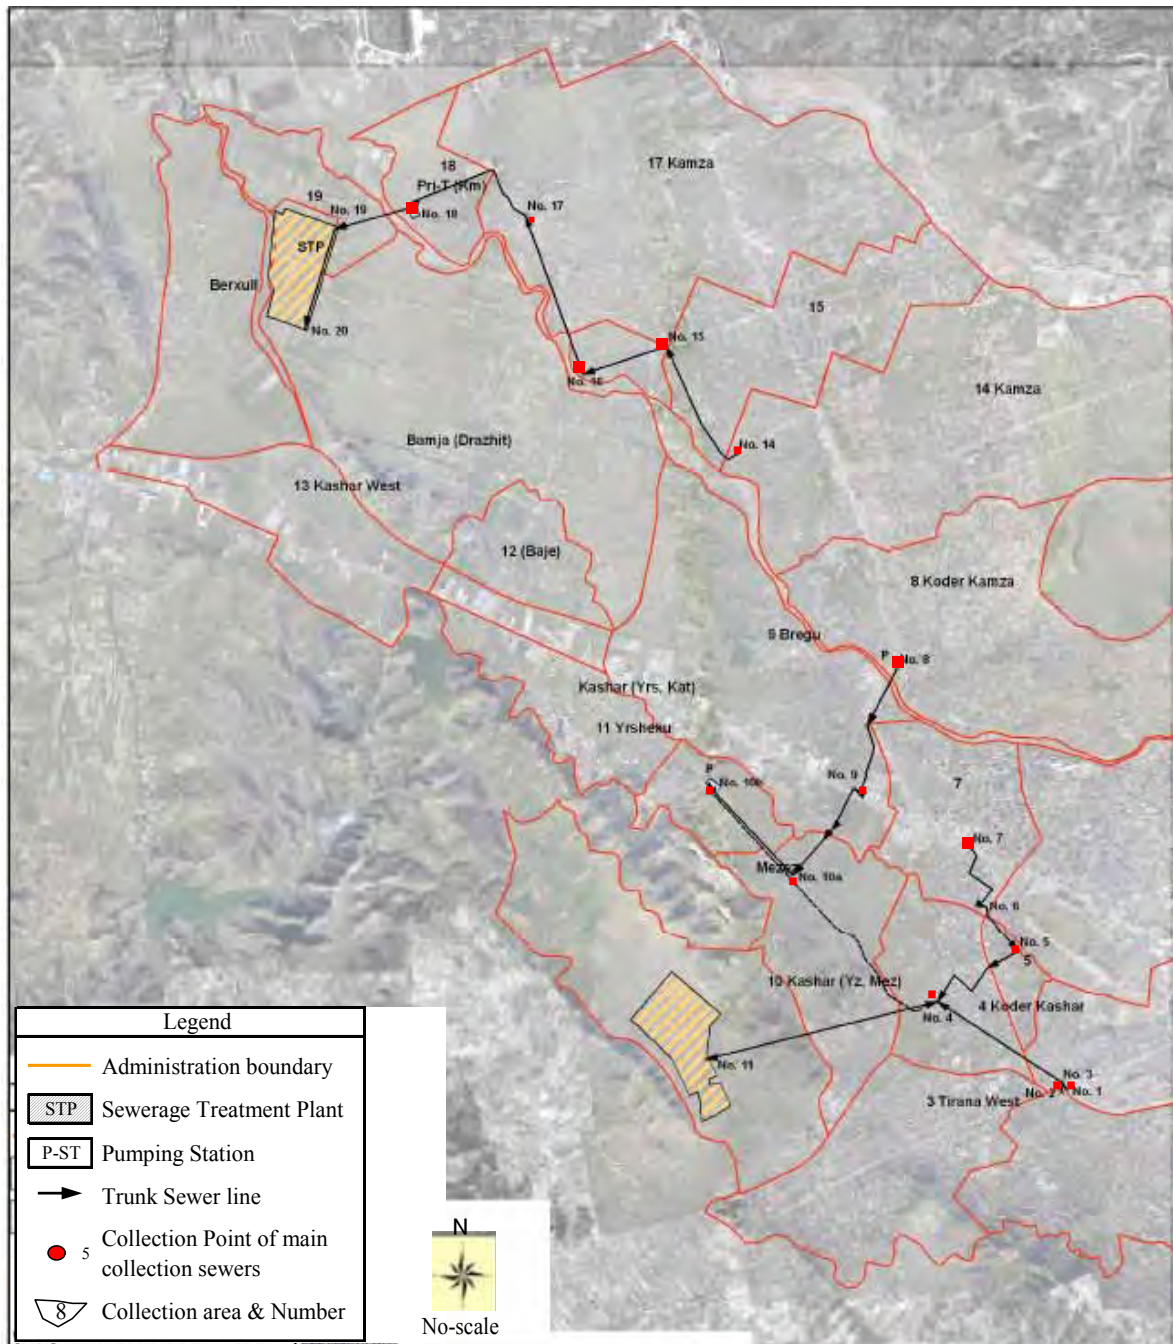 17 Kamza
18
Pri-T (Km)
19
No. 19
No. 18
No. 17
STP
Berxull
15
No. 20
No. 15
No. 16
14 Kamza
Bamja (Drazhit)
No. 14
13 Kashar West
12 (Baje)
8 Koder Kamza
9 Bregu
P
No. 8
Kashar (Yrs, Kat)
11 Yrsheku
P
No. 10b
No. 9
7
No. 7
No. 10a
No. 6
No. 5
5
10 Kashar (Yz, Mez)
4 Koder Kashar
No. 4
No. 11
No. 3
No. 2
No. 1
3 Tirana West
Legend
Administration boundary
STP Sewerage Treatment Plant
P-ST Pumping Station
Trunk Sewer line
5 Collection Point of main
collection sewers
8 Collection area & Number
N
No-scale